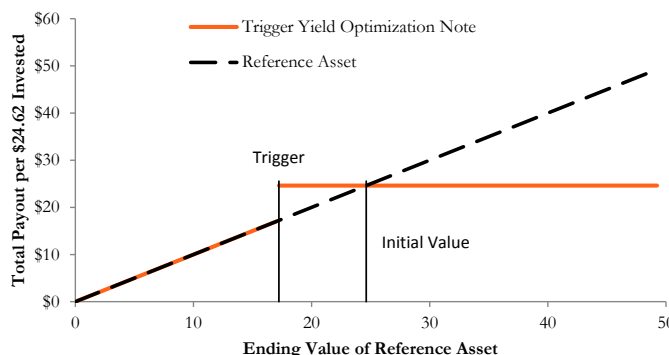 $60
$50
$40
$30
$20
$10
$0
Total Payout per $24.62 Invested
Trigger Yield Optimization Note
Reference Asset
Trigger
Initial Value
0 10 20 30 40 50
Ending Value of Reference Asset